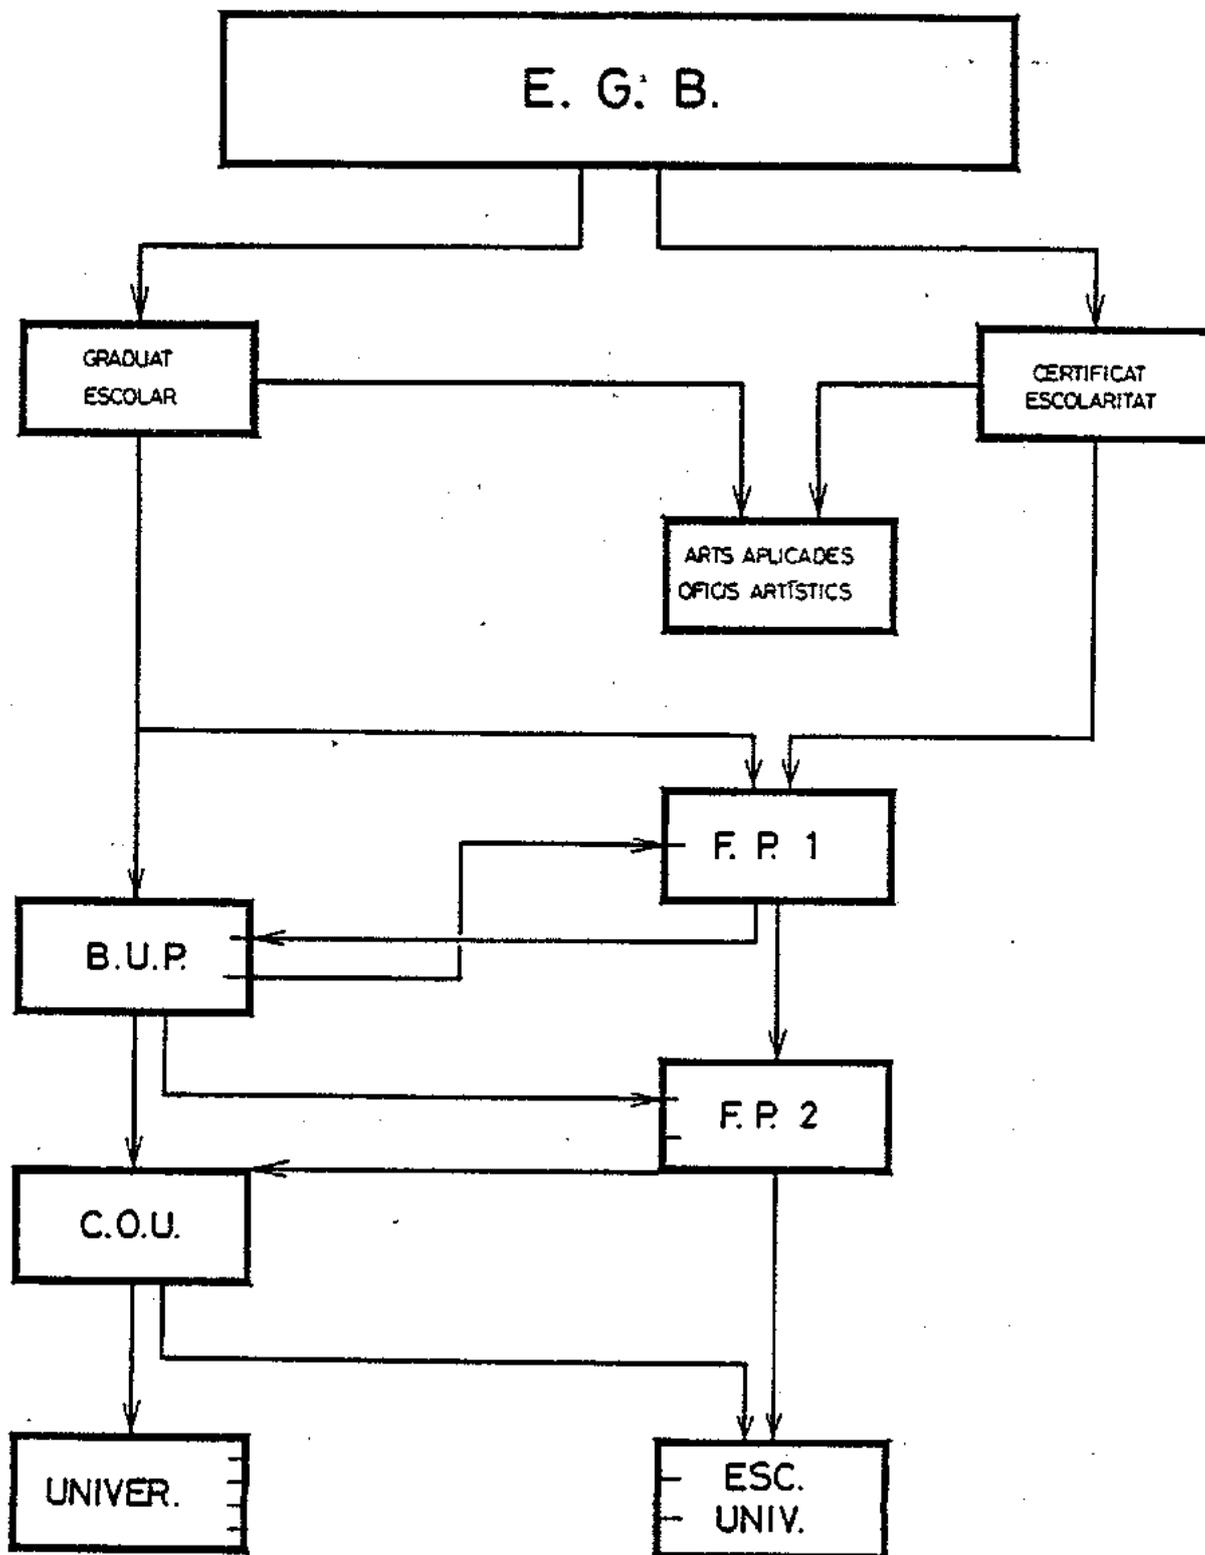 E. G. B.
GRADUAT
ESCOLAR
CERTIFICAT
ESCOLARITAT
ARTS APLICADES
OFICIS ARTÍSTICS
F. P. 1
B.U.P.
F. P. 2
C.O.U.
UNIVER.
ESC.
UNIV.